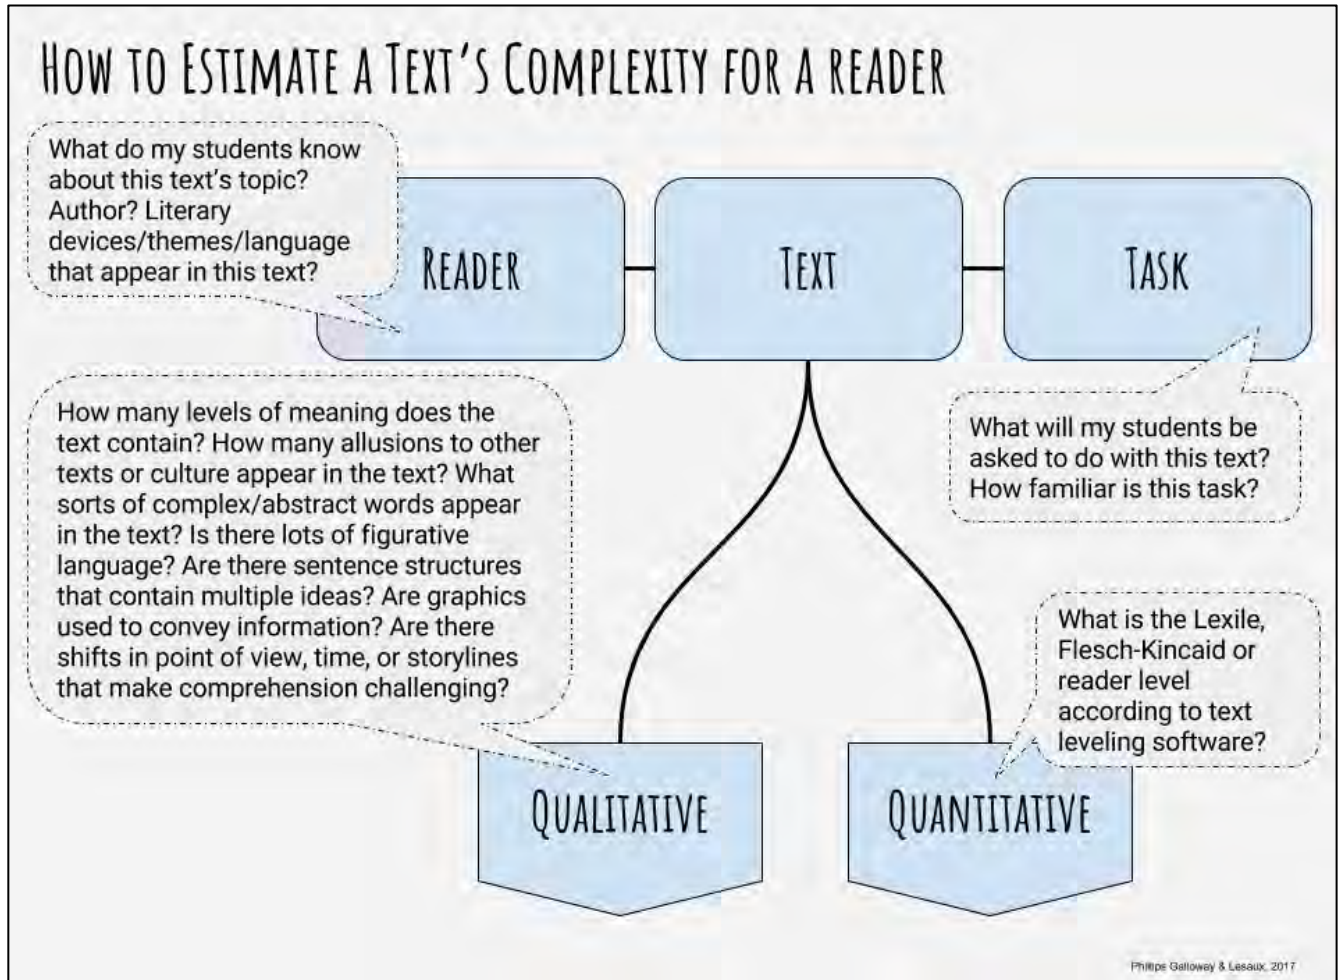 HOW TO ESTIMATE A TEXT'S COMPLEXITY FOR A READER
What do my students know
about this text's topic?
Author? Literary
devices/themes/language
that appear in this text?
READER
TEXT
TASK
How many levels of meaning does the
text contain? How many allusions to other
texts or culture appear in the text? What
sorts of complex/abstract words appear
in the text? Is there lots of figurative
language? Are there sentence structures
that contain multiple ideas? Are graphics
used to convey information? Are there
shifts in point of view, time, or storylines
that make comprehension challenging?
What will my students be
asked to do with this text?
How familiar is this task?
What is the Lexile,
Flesch-Kincaid or
reader level
according to text
leveling software?
QUALITATIVE
QUANTITATIVE
Phillips Galloway & Lesaux, 2017